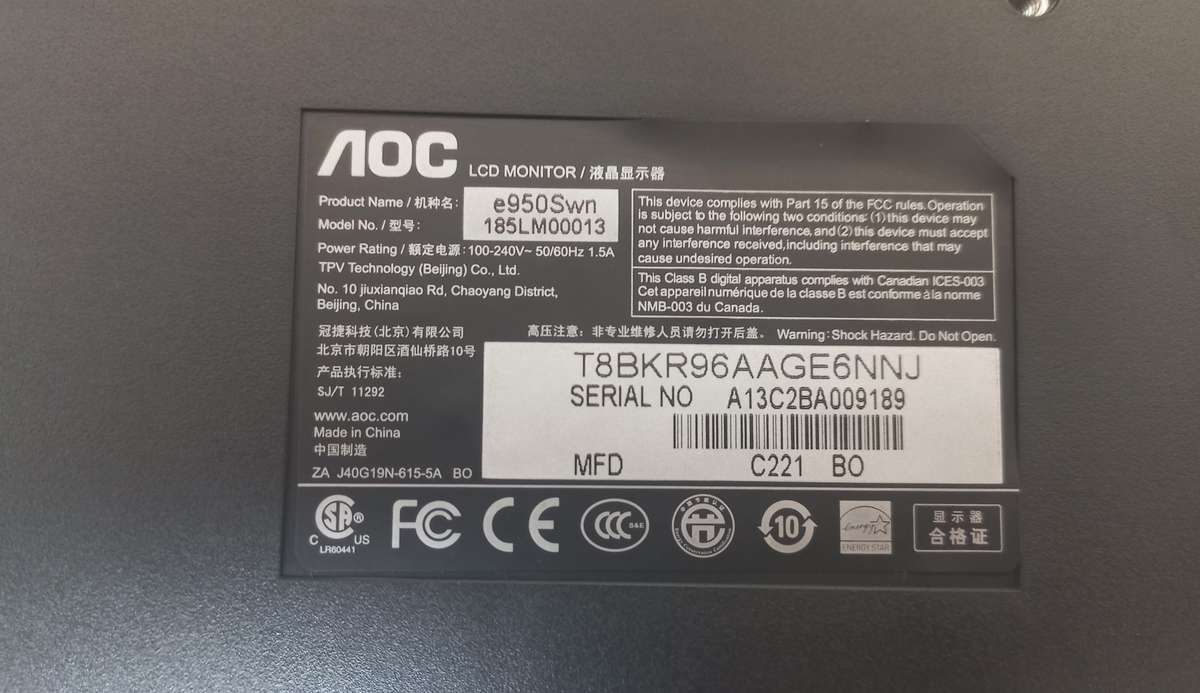 AOC LCD MONITOR / 液晶显示器
Product Name / 机种名: e950Swn
Model No. / 型号: 185LM00013
Power Rating / 额定电源:100-240V~ 50/60Hz 1.5A
TPV Technology (Beijing) Co., Ltd.
No. 10 jiuxianqiao Rd, Chaoyang District,
Beijing, China
This device complies with Part 15 of the FCC rules. Operation
is subject to the following two conditions: (1) this device may
not cause harmful interference, and (2) this device must accept
any interference received, including interference that may
cause undesired operation.
This Class B digital apparatus complies with Canadian ICES-003
Cet appareil numérique de la classe B est conforme à la norme
NMB-003 du Canada.
冠捷科技(北京)有限公司
北京市朝阳区酒仙桥路10号
产品执行标准:
SJ/T 11292
www.aoc.com
Made in China
中国制造
ZA J40G19N-615-5A BO
高压注意: 非专业维修人员请勿打开后盖。 Warning: Shock Hazard. Do Not Open.
T8BKR96AAGE6NNJ
SERIAL NO A13C2BA009189
MFD C221 BO
SA ®
C US
LR60441
FC
CE
CCC S&E
10
energy
ENERGY STAR
显示器
合格证